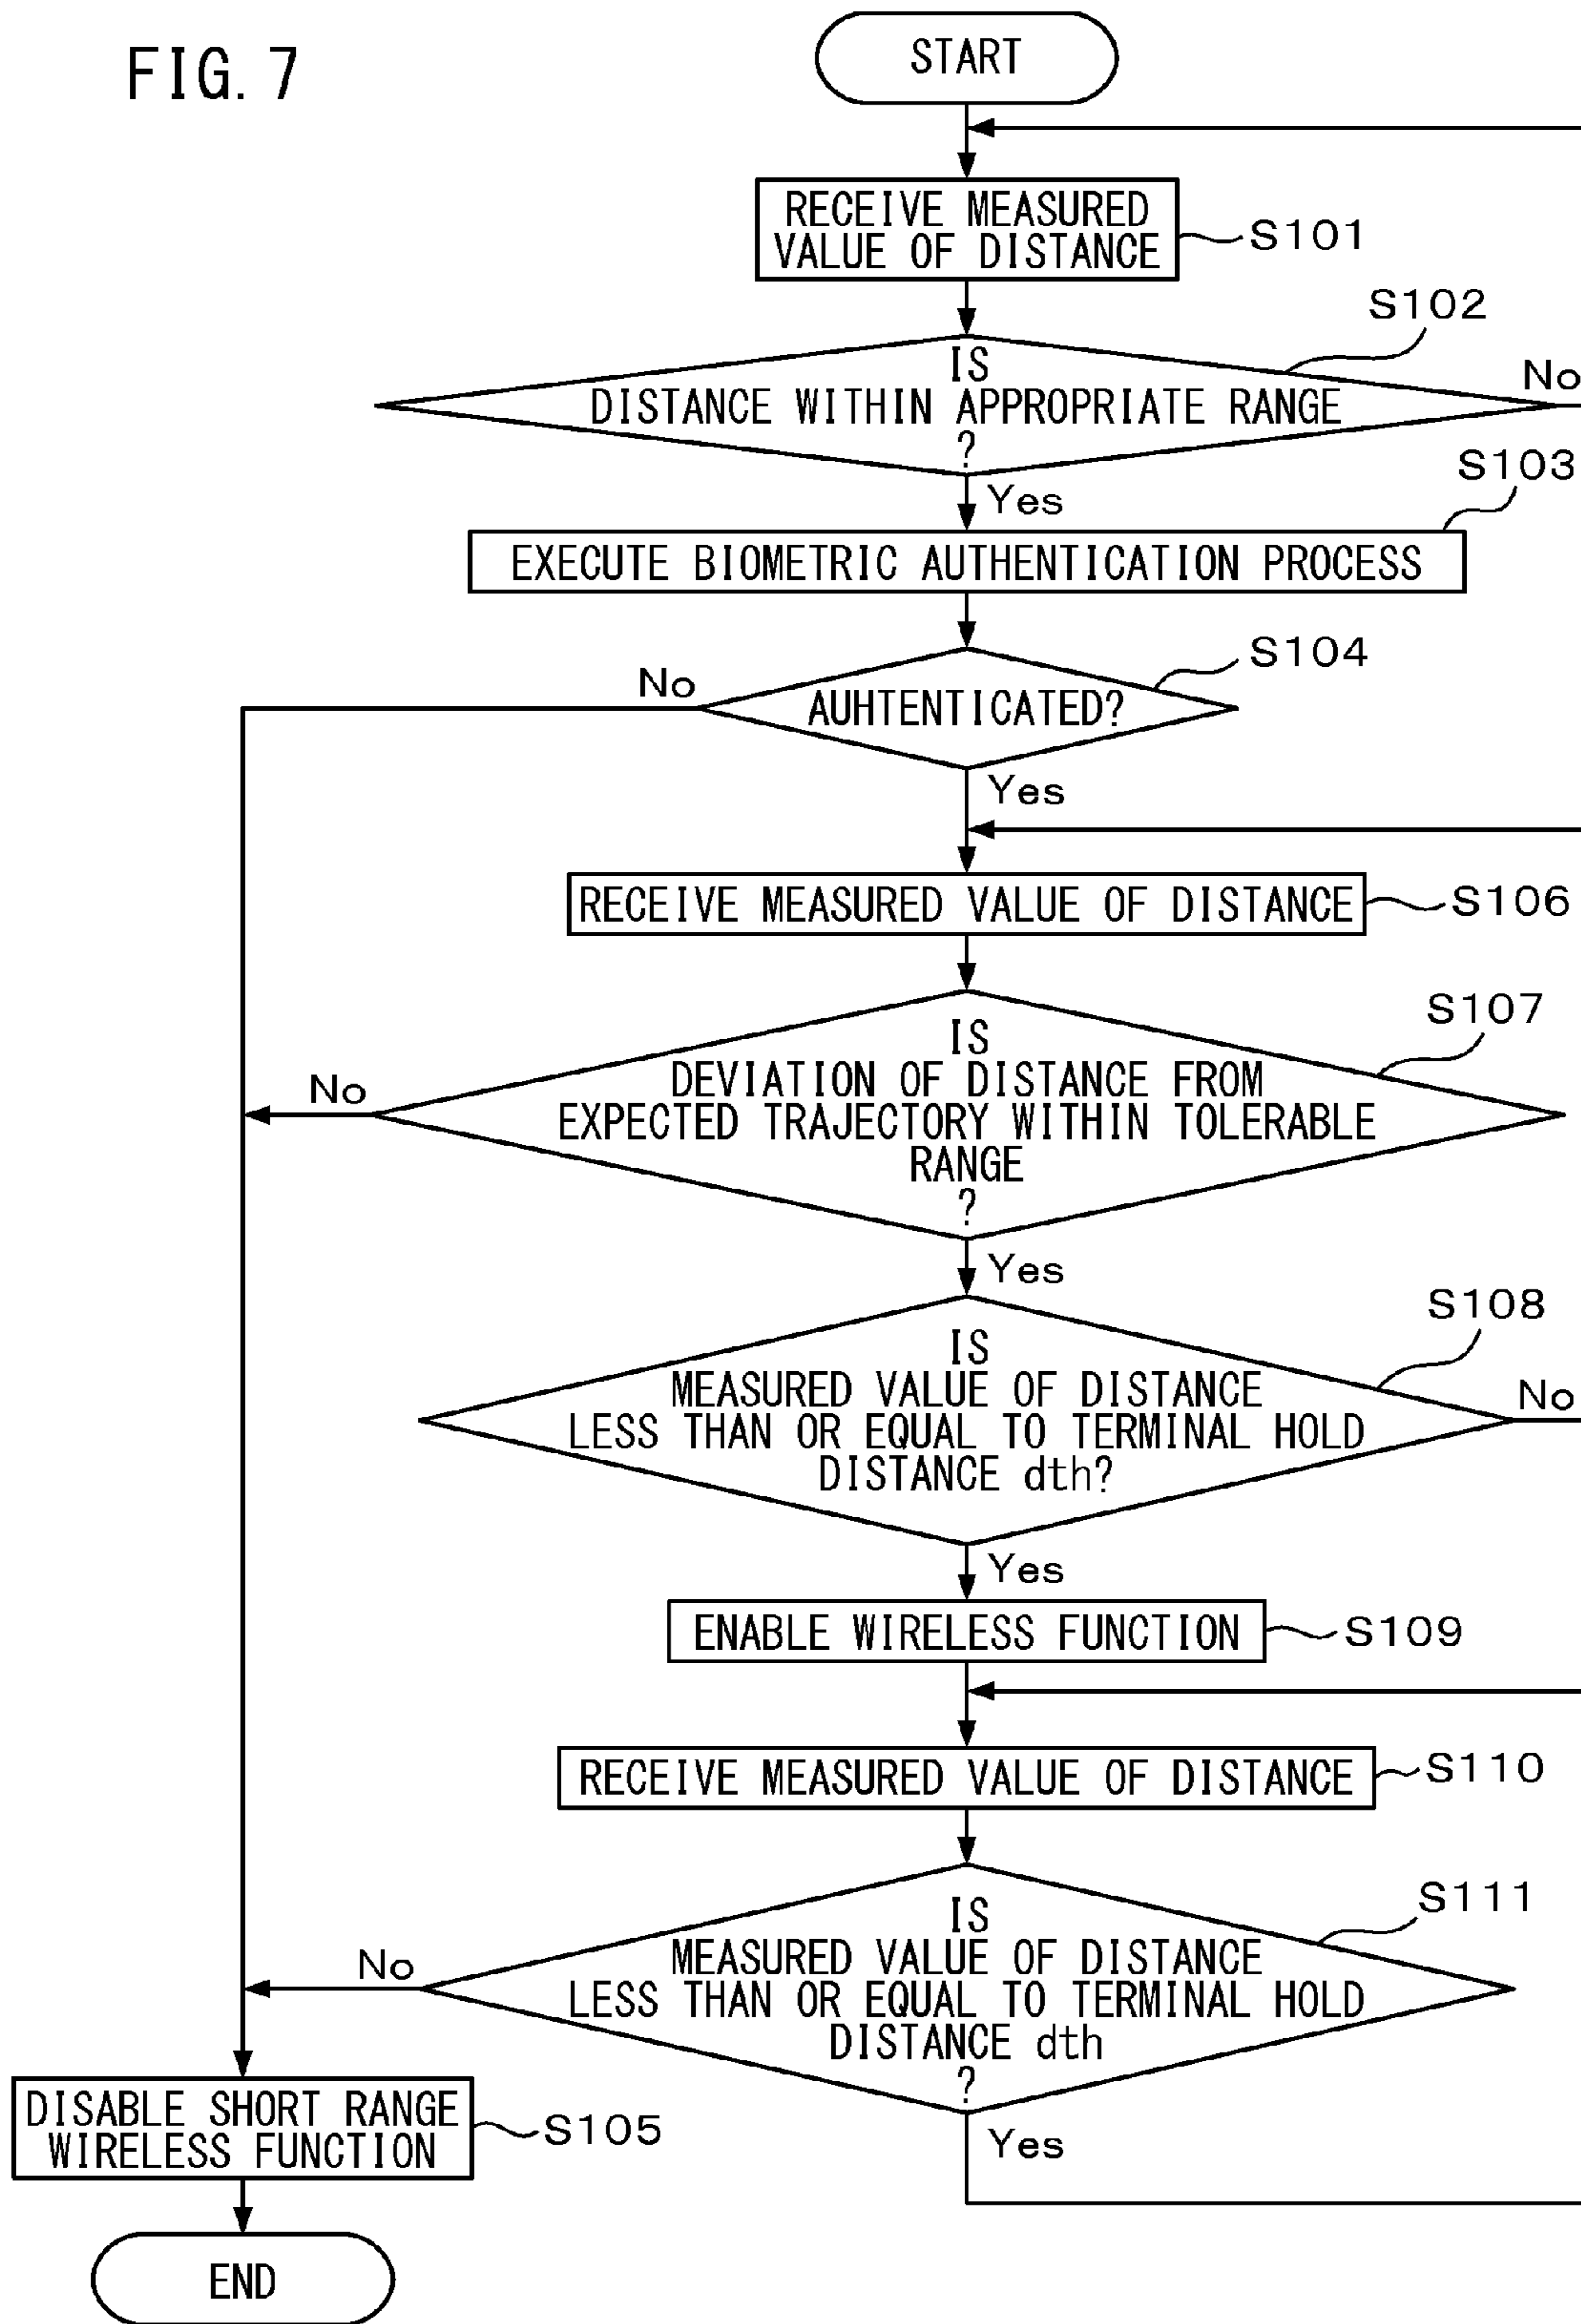 FIG. 7
START
RECEIVE MEASURED
VALUE OF DISTANCE
S101
S102
IS
DISTANCE WITHIN APPROPRIATE RANGE
?
No
Yes
S103
EXECUTE BIOMETRIC AUTHENTICATION PROCESS
S104
AUHTENTICATED?
No
Yes
RECEIVE MEASURED VALUE OF DISTANCE
S106
S107
IS
DEVIATION OF DISTANCE FROM
EXPECTED TRAJECTORY WITHIN TOLERABLE
RANGE
?
No
Yes
S108
IS
MEASURED VALUE OF DISTANCE
LESS THAN OR EQUAL TO TERMINAL HOLD
DISTANCE dth?
No
Yes
ENABLE WIRELESS FUNCTION
S109
RECEIVE MEASURED VALUE OF DISTANCE
S110
S111
IS
MEASURED VALUE OF DISTANCE
LESS THAN OR EQUAL TO TERMINAL HOLD
DISTANCE dth
?
No
Yes
DISABLE SHORT RANGE
WIRELESS FUNCTION
S105
END